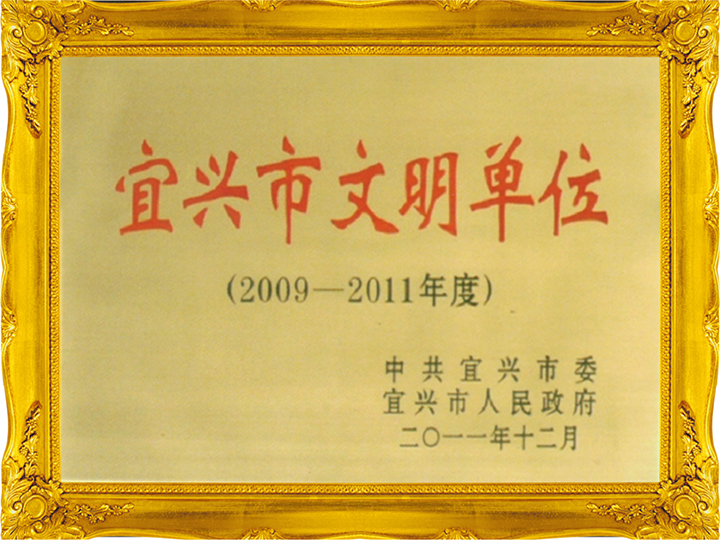 宜兴市文明单位
(2009—2011年度)
中共宜兴市委
宜兴市人民政府
二〇一一年十二月